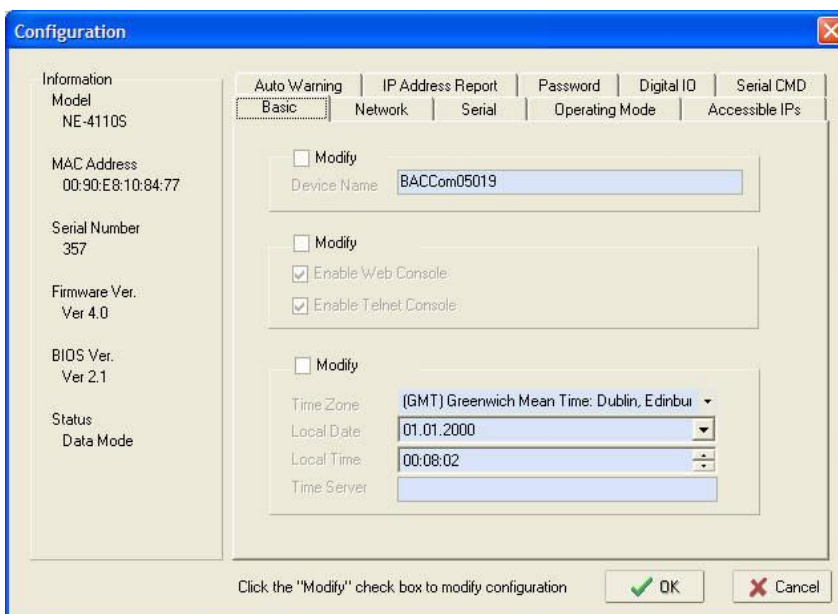 Configuration
Information
Model
NE-4110S
MAC Address
00:90:E8:10:84:77
Serial Number
357
Firmware Ver.
Ver 4.0
BIOS Ver.
Ver 2.1
Status
Data Mode
Auto Warning IP Address Report Password Digital IO Serial CMD
Basic Network Serial Operating Mode Accessible IPs
Modify
Device Name BACCom05019
Modify
Enable Web Console
Enable Telnet Console
Modify
Time Zone (GMT) Greenwich Mean Time: Dublin, Edinbur
Local Date 01.01.2000
Local Time 00:08:02
Time Server
Click the "Modify" check box to modify configuration OK Cancel